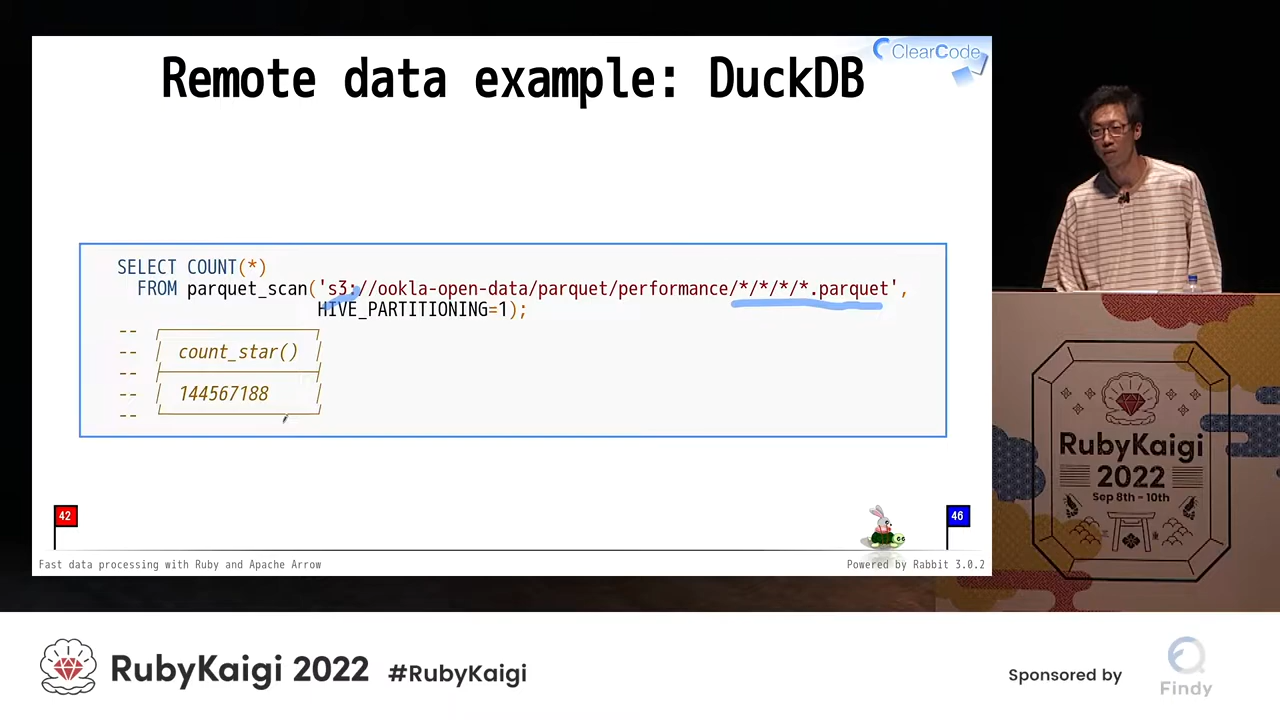 ClearCode
Remote data example: DuckDB
SELECT COUNT(*)
FROM parquet_scan('s3://ookla-open-data/parquet/performance/*/*/*/*.parquet',
HIVE_PARTITIONING=1);
--
-- │ count_star() │
--
-- │ 144567188 │
--
42
46
Fast data processing with Ruby and Apache Arrow
Powered by Rabbit 3.0.2
RubyKaigi
2022
Sep 8th - 10th
RubyKaigi 2022 #RubyKaigi
Sponsored by
Findy